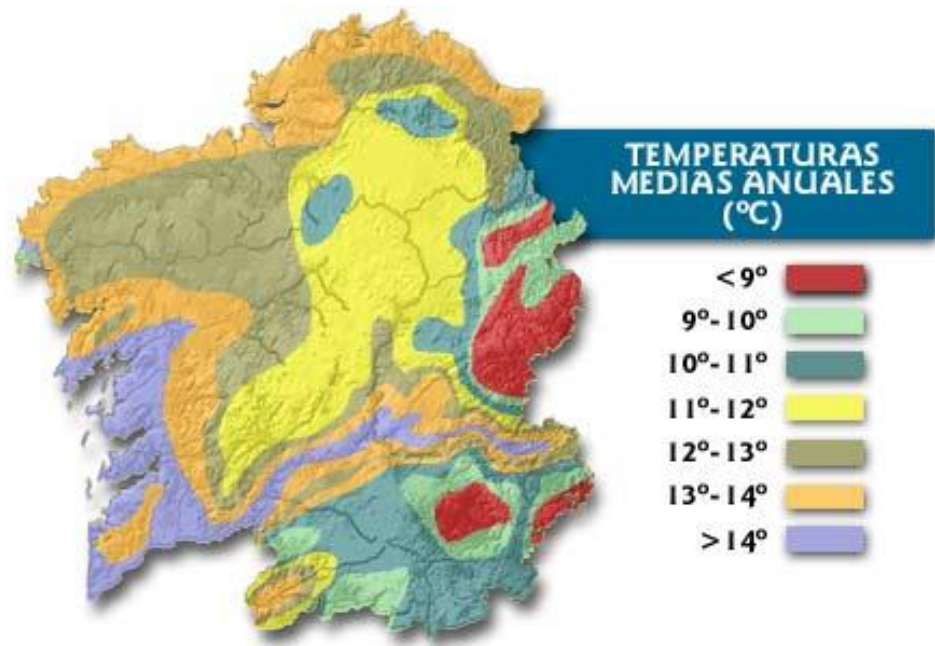 TEMPERATURAS
MEDIAS ANUALES
(ºC)
<9º
9º-10º
10º-11º
11º-12º
12º-13º
13º-14º
>14º